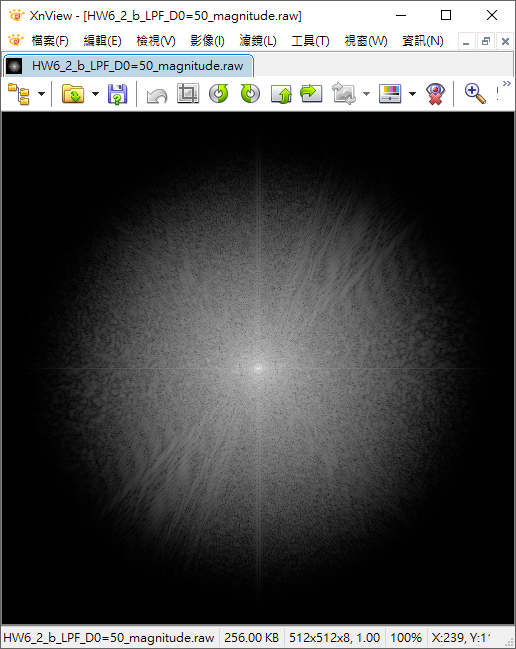 XnView - [HW6_2_b_LPF_D0=50_magnitude.raw]
檔案(F) 編輯(E) 檢視(V) 影像(I) 濾鏡(L) 工具(T) 視窗(W) 資訊(N)
HW6_2_b_LPF_D0=50_magnitude.raw
HW6_2_b_LPF_D0=50_magnitude.raw 256.00 KB 512x512x8, 1.00 100% X:239, Y:1